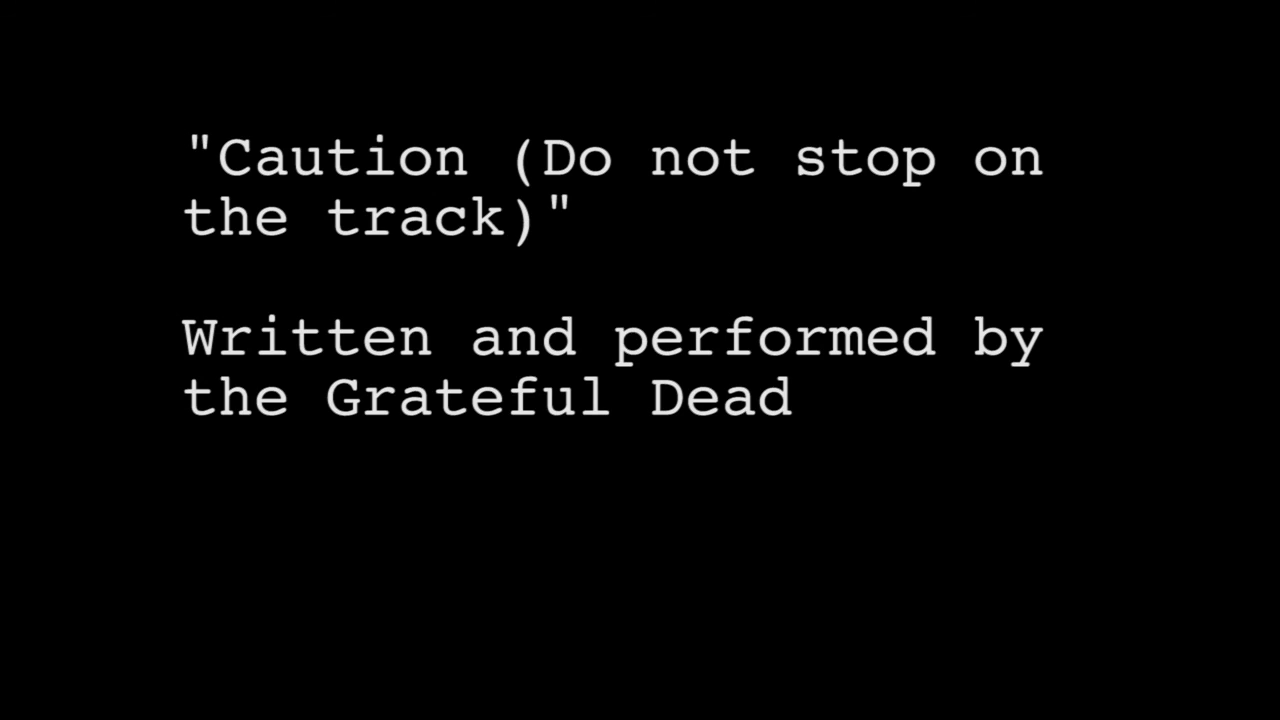 "Caution (Do not stop on
the track)"
Written and performed by
the Grateful Dead